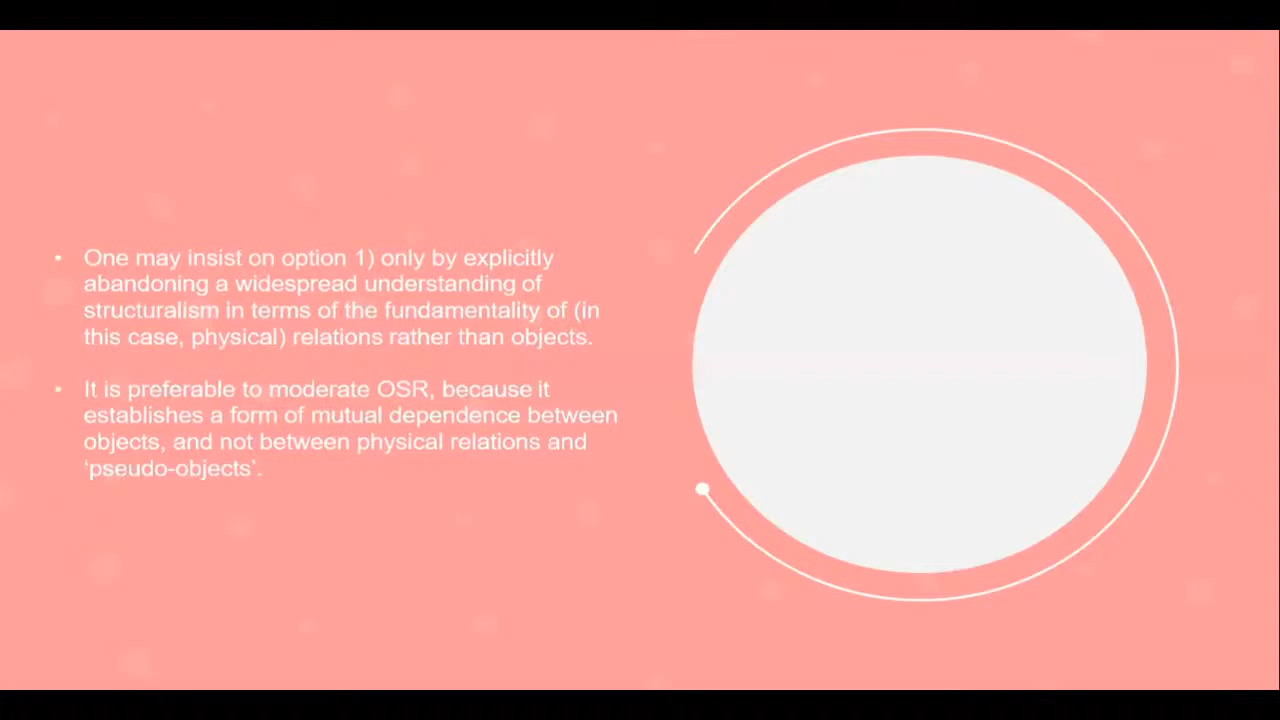 • One may insist on option 1) only by explicitly
abandoning a widespread understanding of
structuralism in terms of the fundamentality of (in
this case, physical) relations rather than objects.
• It is preferable to moderate OSR, because it
establishes a form of mutual dependence between
objects, and not between physical relations and
‘pseudo-objects’.